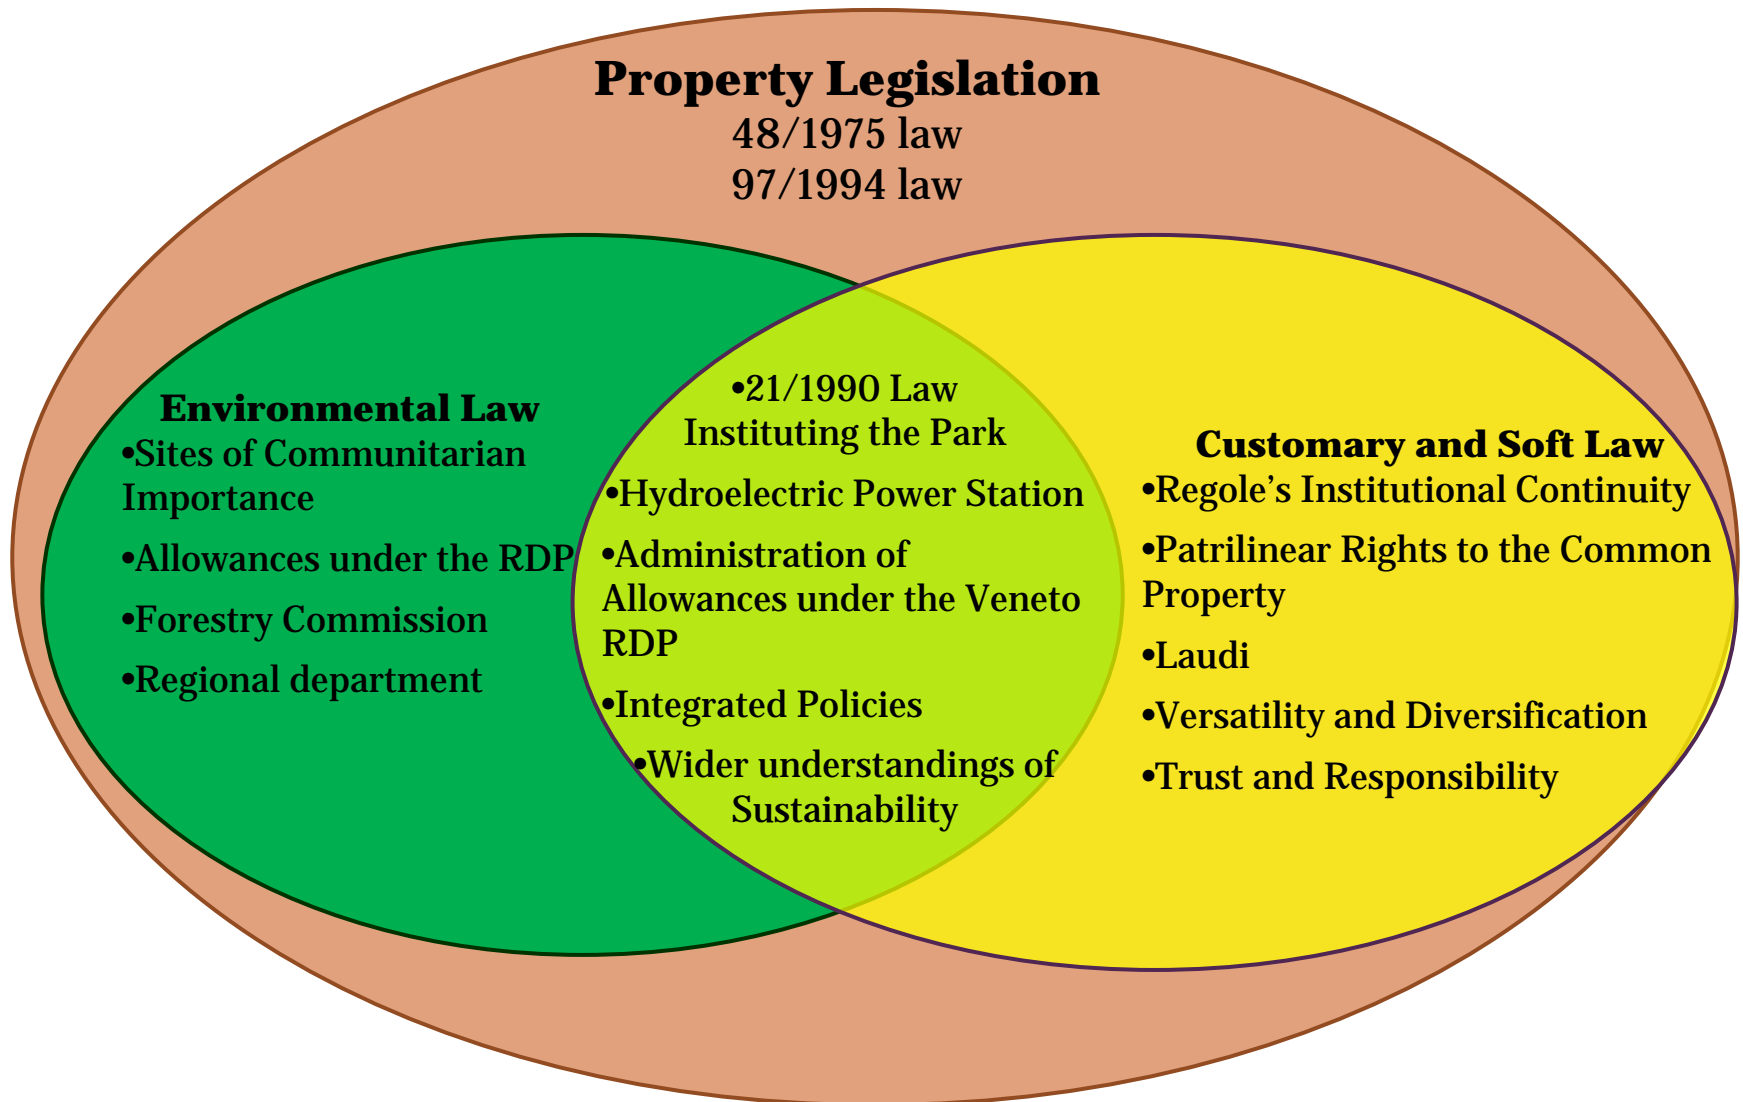 Property Legislation
48/1975 law
97/1994 law
Environmental Law
•Sites of Communitarian
Importance
•Allowances under the RDP
•Forestry Commission
•Regional department
•21/1990 Law
Instituting the Park
•Hydroelectric Power Station
•Administration of
Allowances under the Veneto
RDP
•Integrated Policies
•Wider understandings of
Sustainability
Customary and Soft Law
•Regole's Institutional Continuity
•Patrilinear Rights to the Common
Property
•Laudi
•Versatility and Diversification
•Trust and Responsibility